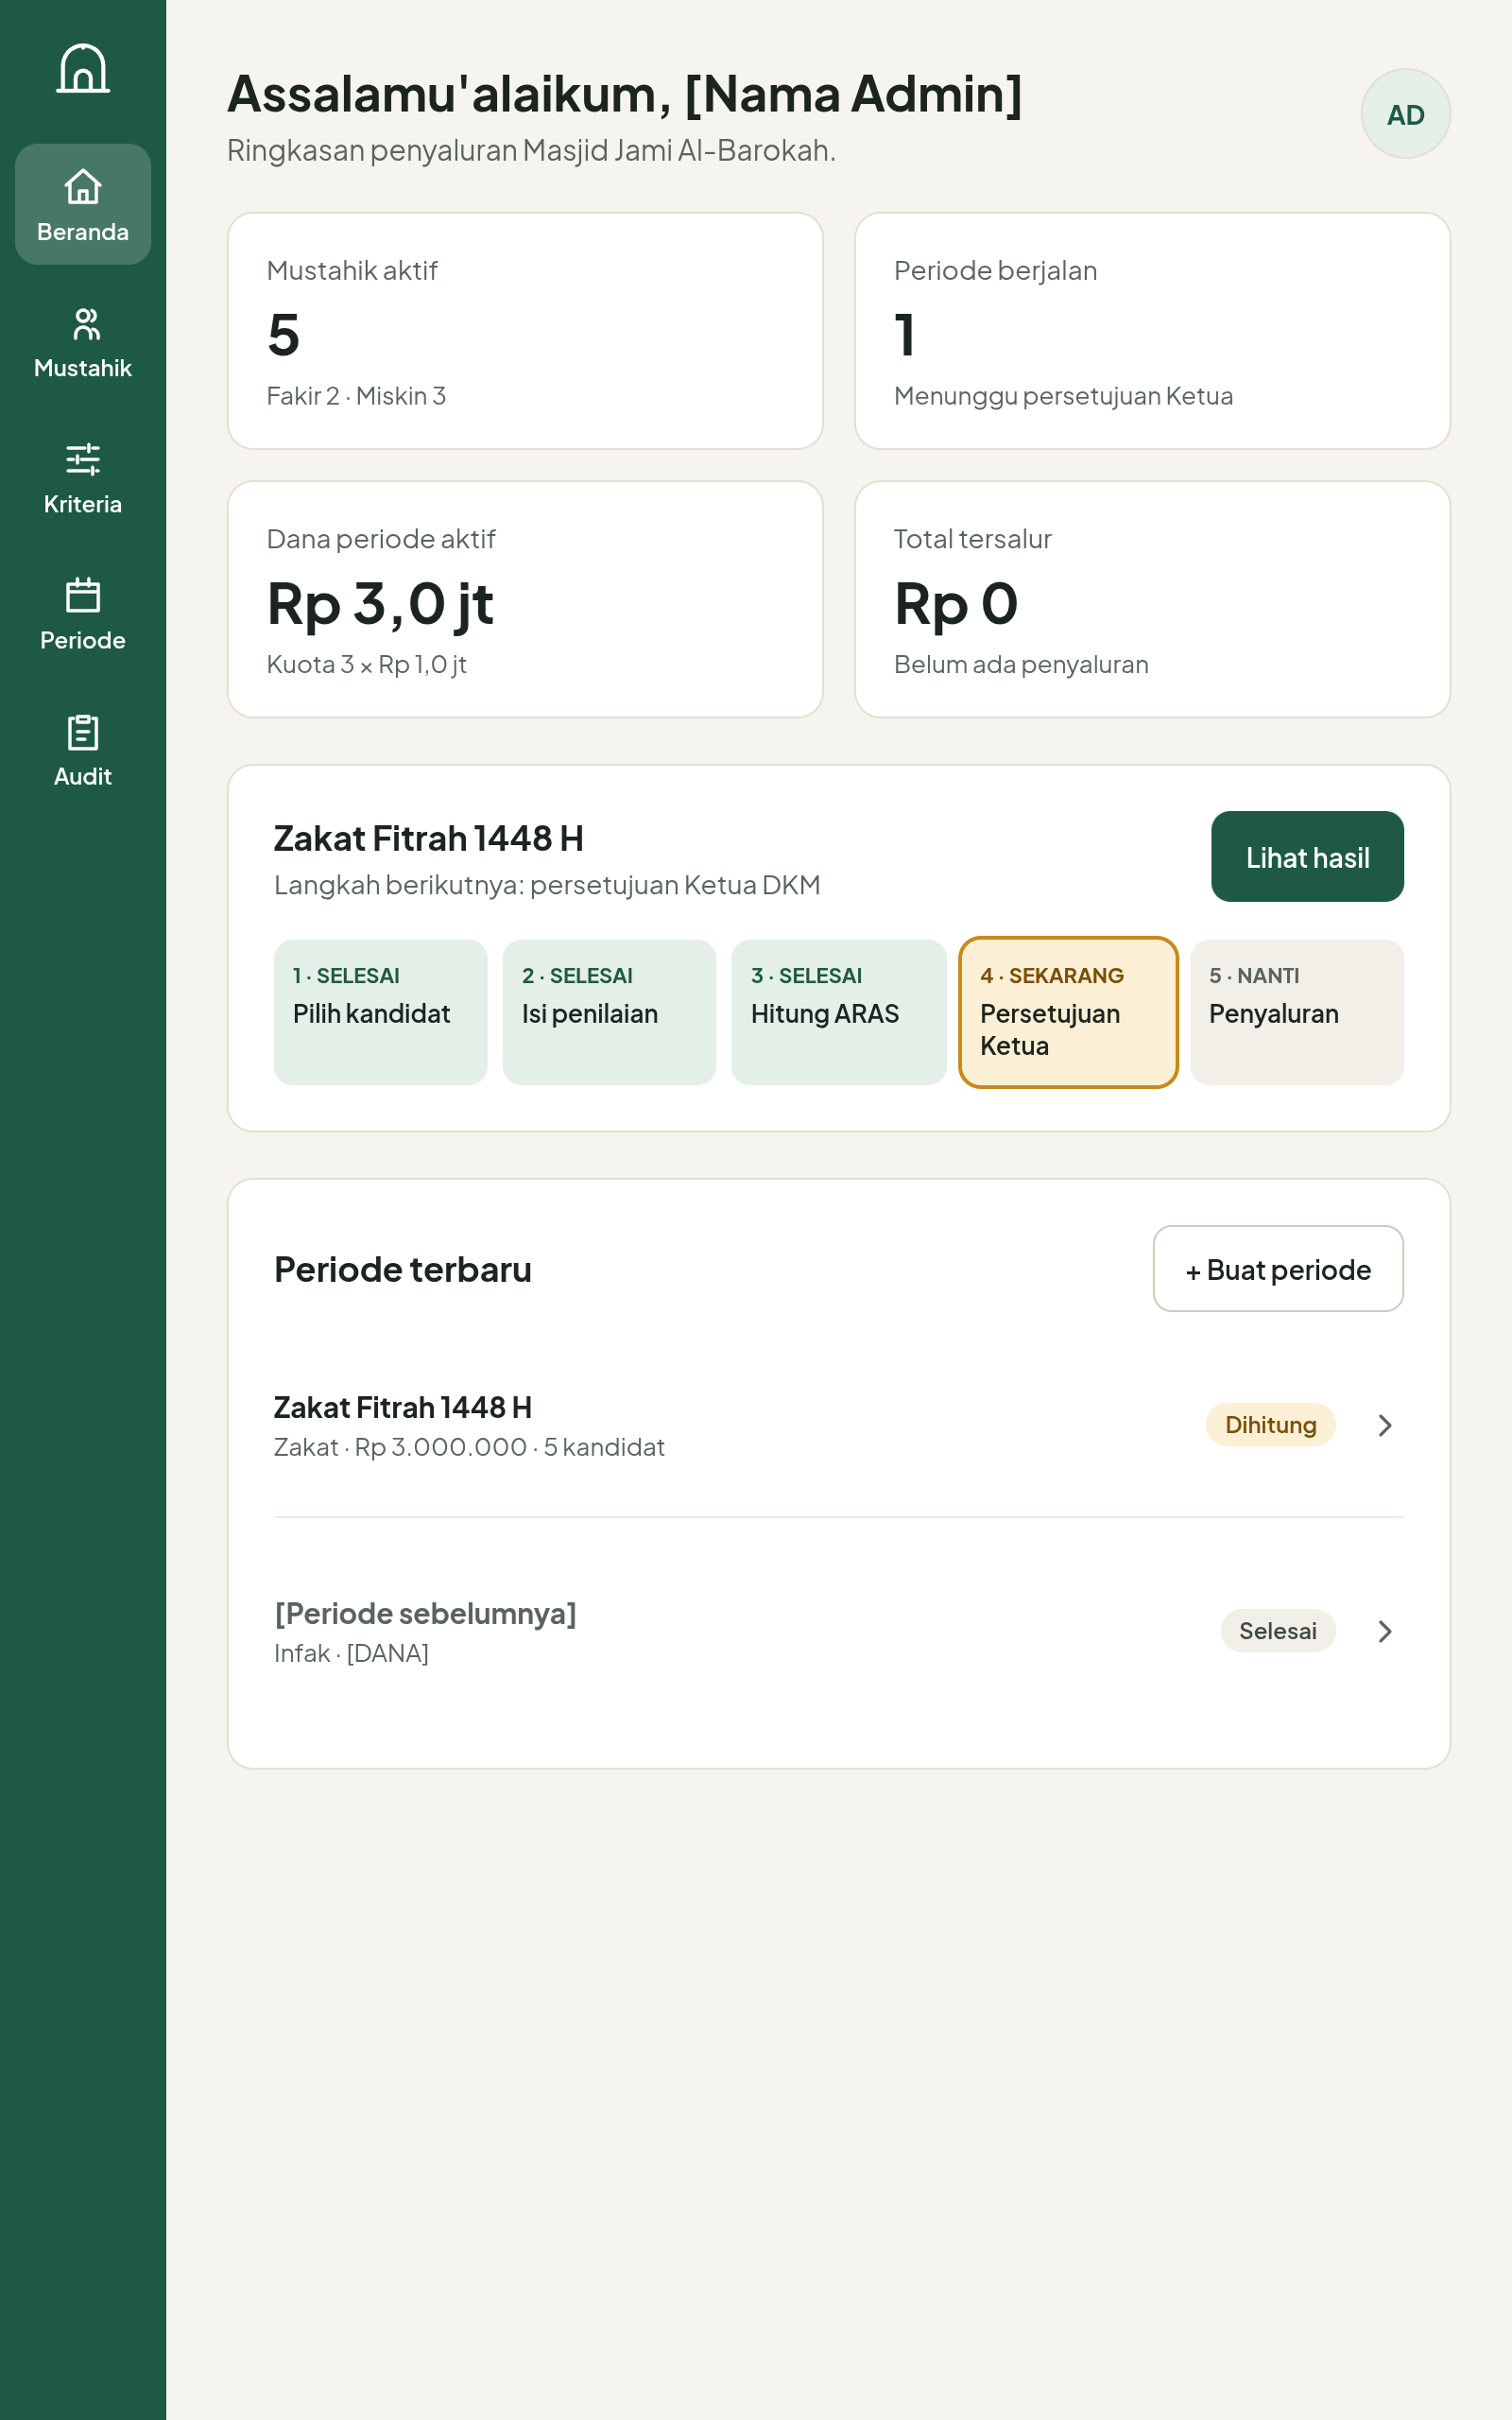 Assalamu'alaikum, [Nama Admin]
Ringkasan penyaluran Masjid Jami Al-Barokah.
AD
Beranda
Mustahik
Kriteria
Periode
Audit
Mustahik aktif
5
Fakir 2 · Miskin 3
Periode berjalan
1
Menunggu persetujuan Ketua
Dana periode aktif
Rp 3,0 jt
Kuota 3 × Rp 1,0 jt
Total tersalur
Rp 0
Belum ada penyaluran
Zakat Fitrah 1448 H
Langkah berikutnya: persetujuan Ketua DKM
Lihat hasil
1 · SELESAI
Pilih kandidat
2 · SELESAI
Isi penilaian
3 · SELESAI
Hitung ARAS
4 · SEKARANG
Persetujuan
Ketua
5 · NANTI
Penyaluran
Periode terbaru
+ Buat periode
Zakat Fitrah 1448 H
Zakat · Rp 3.000.000 · 5 kandidat
Dihitung
[Periode sebelumnya]
Infak · [DANA]
Selesai